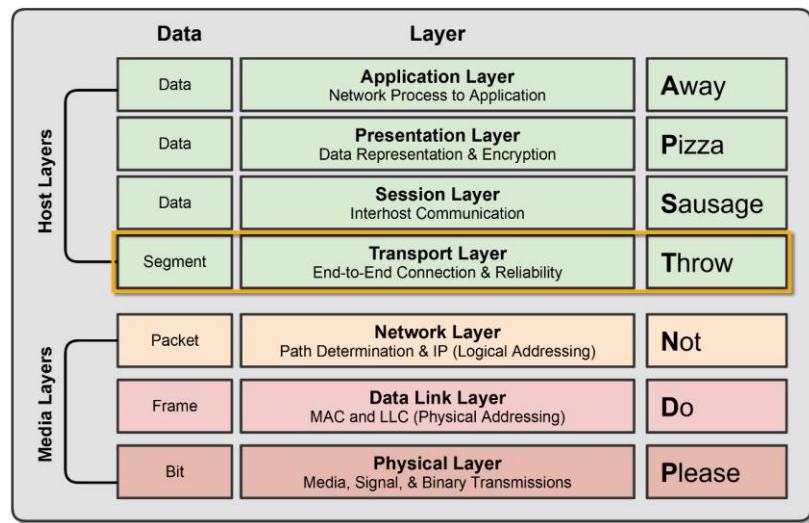 Data
Layer
Host Layers
Data
Application Layer
Network Process to Application
Away
Data
Presentation Layer
Data Representation & Encryption
Pizza
Data
Session Layer
Interhost Communication
Sausage
Segment
Transport Layer
End-to-End Connection & Reliability
Throw
Media Layers
Packet
Network Layer
Path Determination & IP (Logical Addressing)
Not
Frame
Data Link Layer
MAC and LLC (Physical Addressing)
Do
Bit
Physical Layer
Media, Signal, & Binary Transmissions
Please